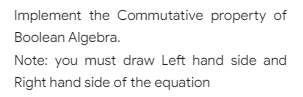 Implement the Commutative property of
Boolean Algebra.
Note: you must draw Left hand side and
Right hand side of the equation